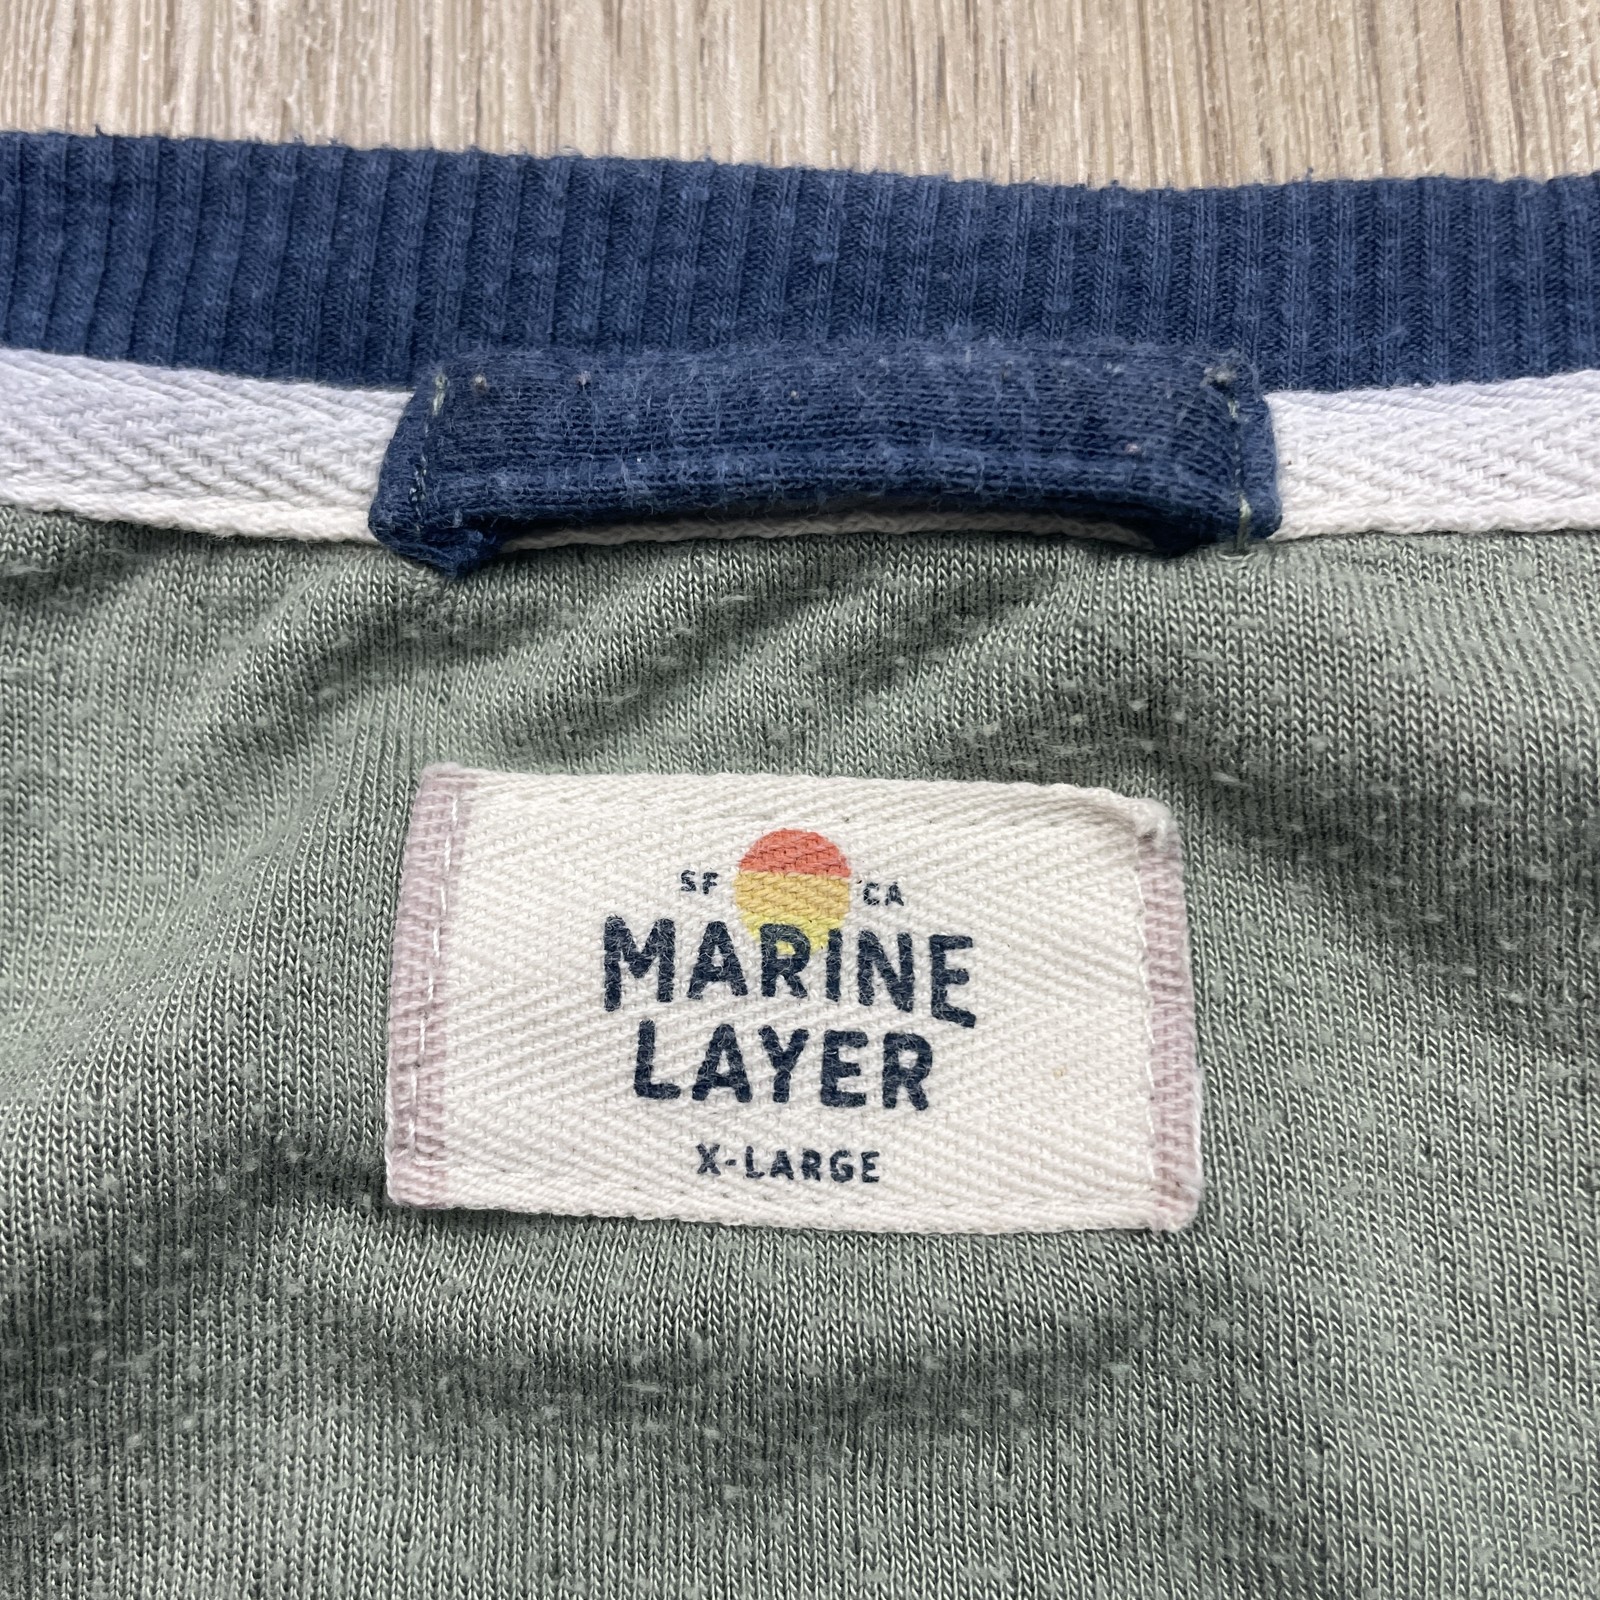 SF CA
MARINE
LAYER
X-LARGE